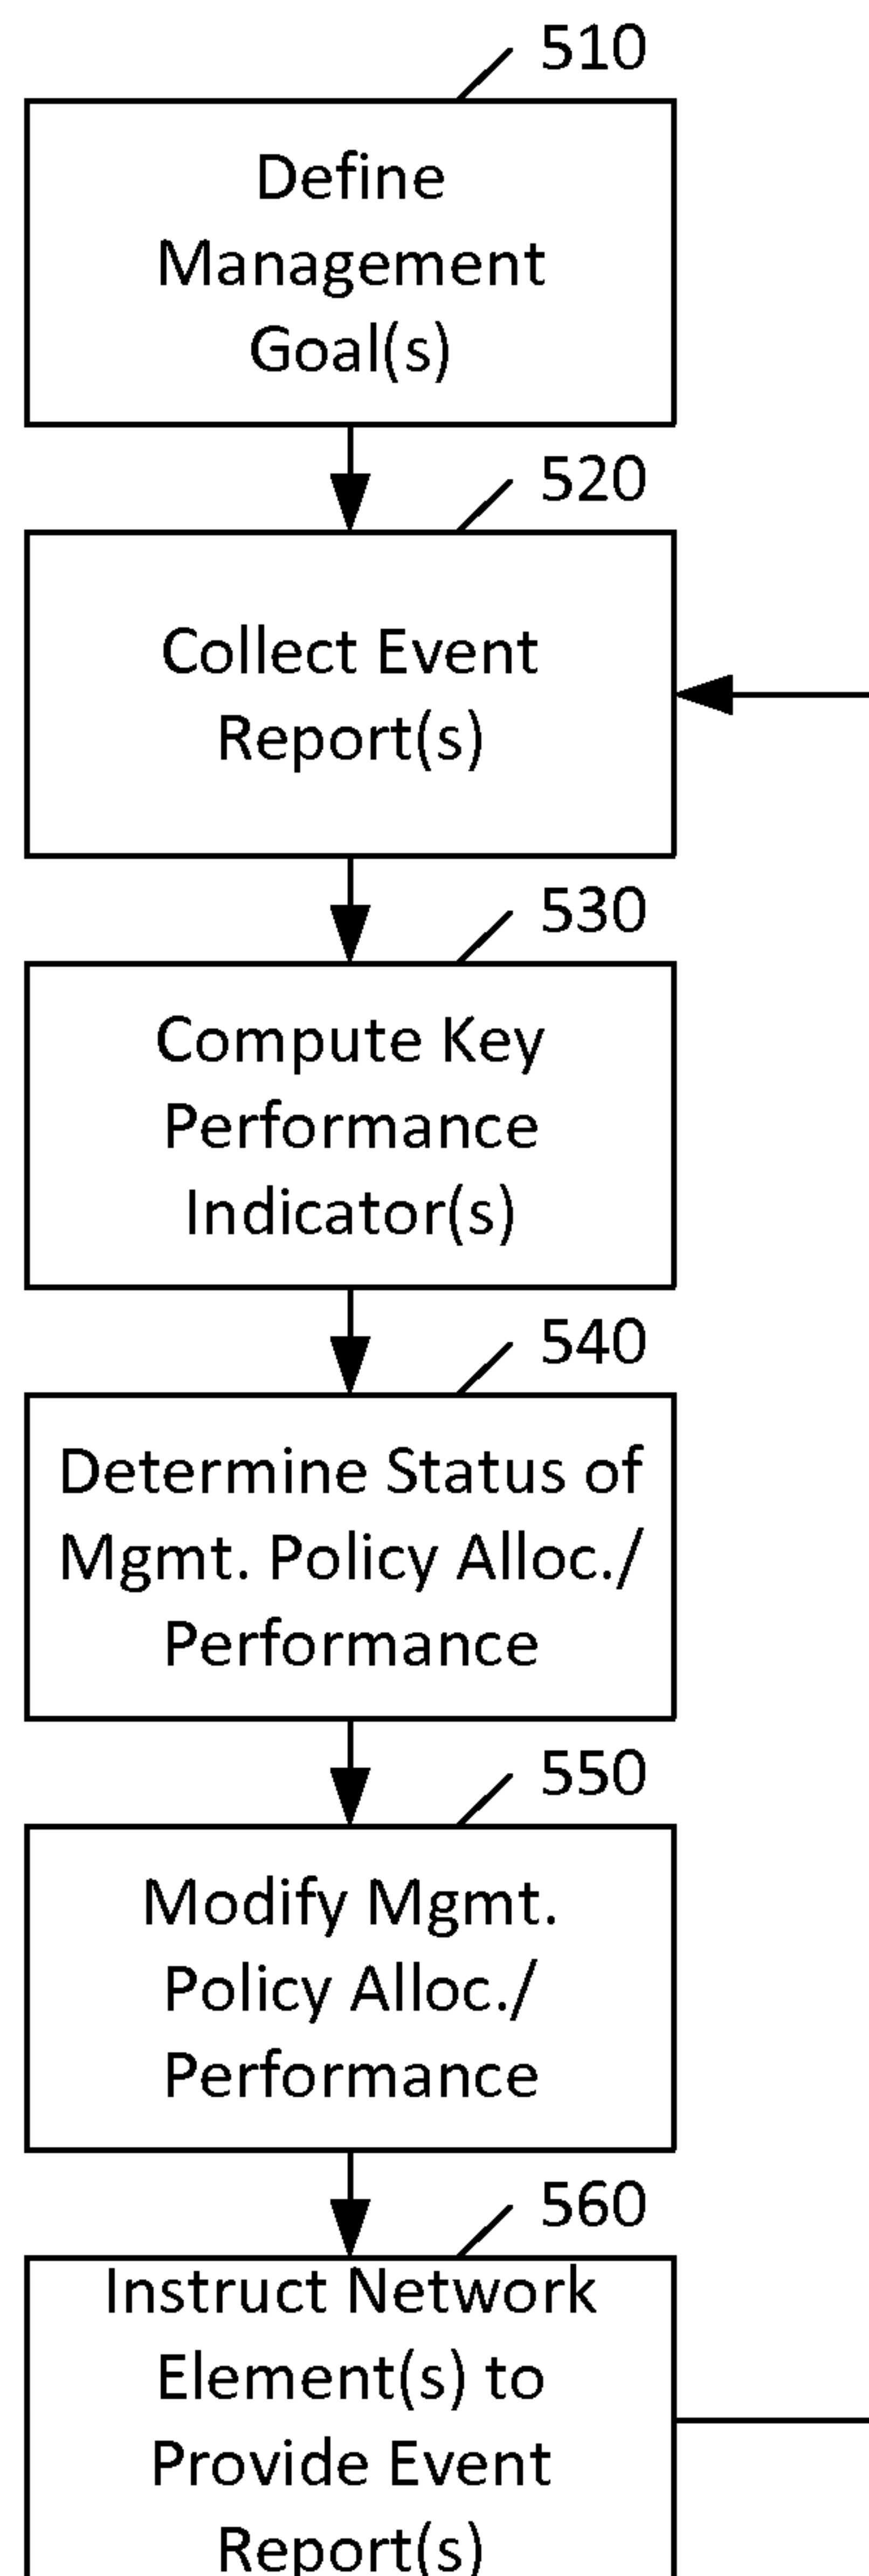 510
Define
Management
Goal(s)
520
Collect Event
Report(s)
530
Compute Key
Performance
Indicator(s)
540
Determine Status of
Mgmt. Policy Alloc./
Performance
550
Modify Mgmt.
Policy Alloc./
Performance
560
Instruct Network
Element(s) to
Provide Event
Report(s)